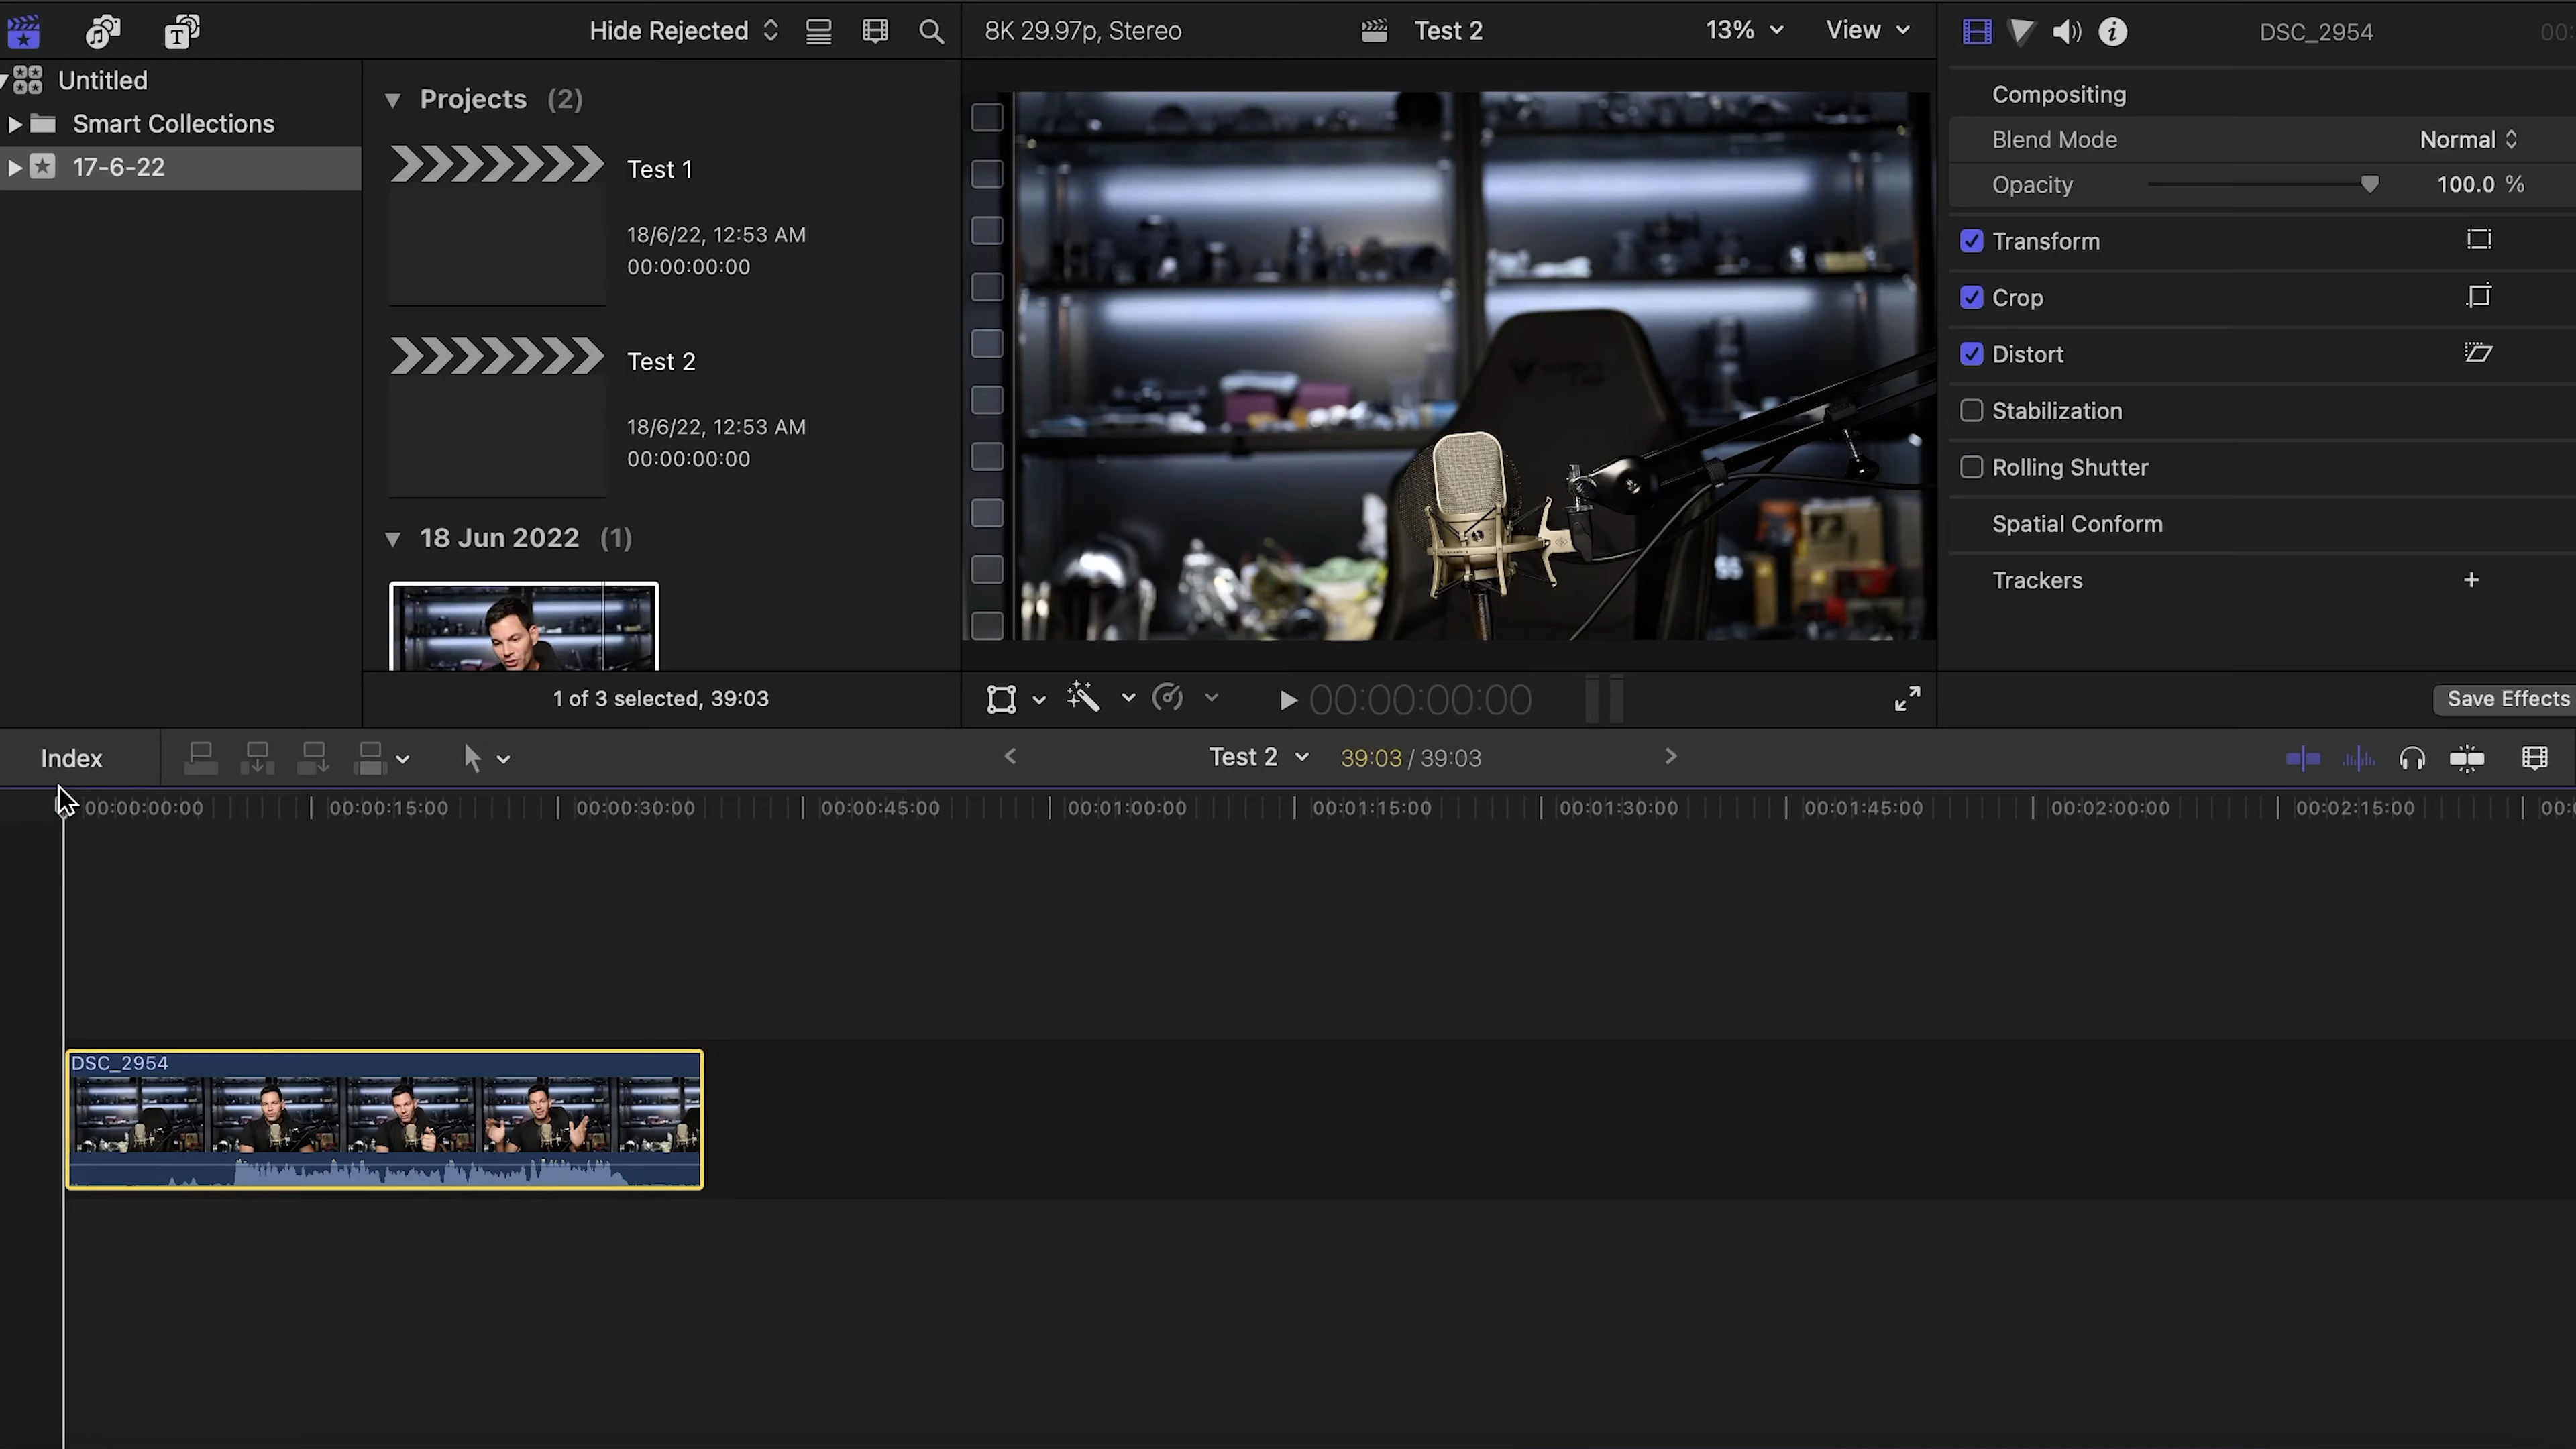 Hide Rejected
8K 29.97p, Stereo
Test 2
13%
View
DSC_2954
00:
Untitled
Smart Collections
17-6-22
Projects (2)
Test 1
18/6/22, 12:53 AM
00:00:00:00
Test 2
18/6/22, 12:53 AM
00:00:00:00
18 Jun 2022 (1)
1 of 3 selected, 39:03
00:00:00:00
Compositing
Blend Mode Normal
Opacity 100.0 %
Transform
Crop
Distort
Stabilization
Rolling Shutter
Spatial Conform
Trackers
Save Effects
Index
Test 2 39:03 / 39:03
00:00:00:00 00:00:15:00 00:00:30:00 00:00:45:00 00:01:00:00 00:01:15:00 00:01:30:00 00:01:45:00 00:02:00:00 00:02:15:00
DSC_2954